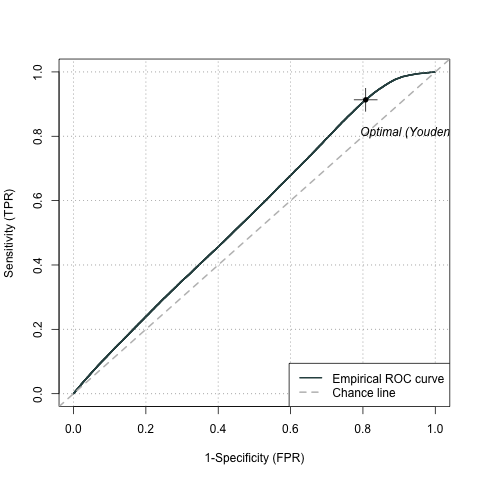 1.0
0.8
0.6
0.4
0.2
0.0
Sensitivity (TPR)
Optimal (Youden
Empirical ROC curve
Chance line
0.0 0.2 0.4 0.6 0.8 1.0
1-Specificity (FPR)